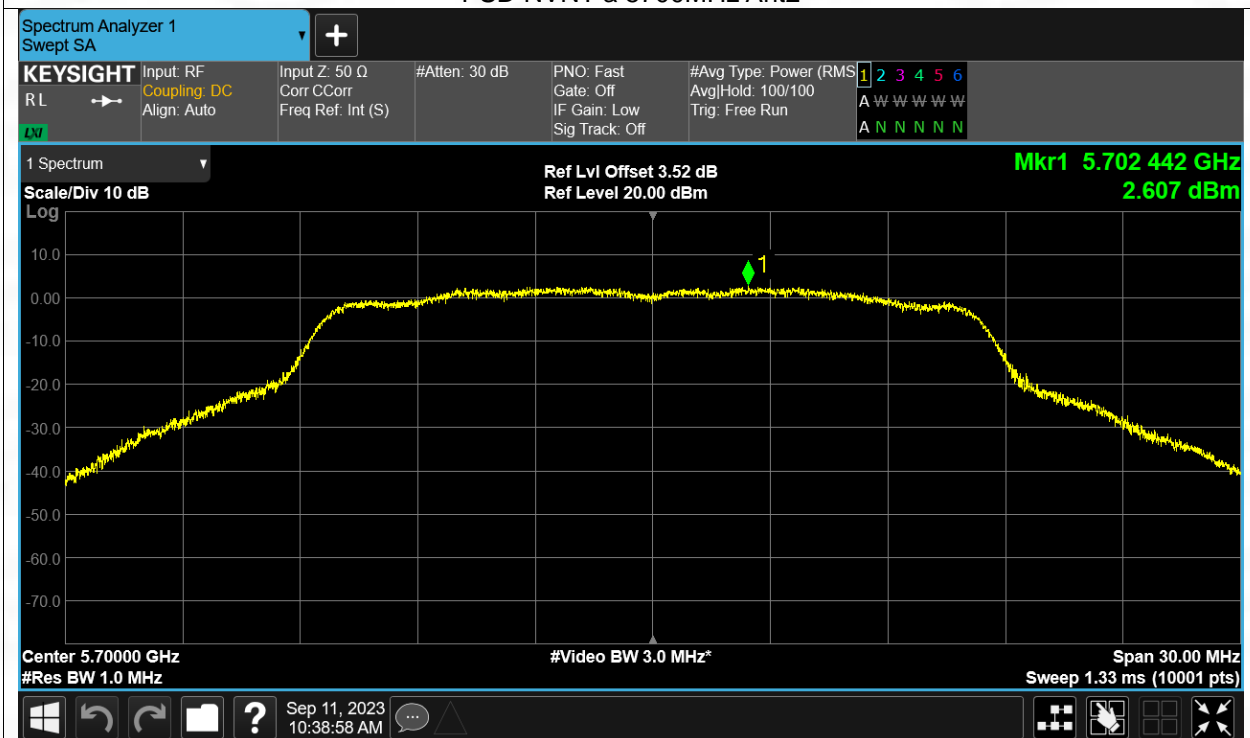 Spectrum Analyzer 1
Swept SA
KEYSIGHT Input: RF Input Z: 50 Ω #Atten: 30 dB PNO: Fast #Avg Type: Power (RMS 1 2 3 4 5 6
R L Coupling: DC Corr CCorr Gate: Off Avg|Hold: 100/100 A W W W W W
Align: Auto Freq Ref: Int (S) IF Gain: Low Trig: Free Run
LXI Sig Track: Off A N N N N N
1 Spectrum Ref Lvl Offset 3.52 dB Mkr1 5.702 442 GHz
Scale/Div 10 dB Ref Level 20.00 dBm 2.607 dBm
Log
1
10.0
0.00
-10.0
-20.0
-30.0
-40.0
-50.0
-60.0
-70.0
Center 5.70000 GHz #Video BW 3.0 MHz* Span 30.00 MHz
#Res BW 1.0 MHz Sweep 1.33 ms (10001 pts)
? Sep 11, 2023
10:38:58 AM